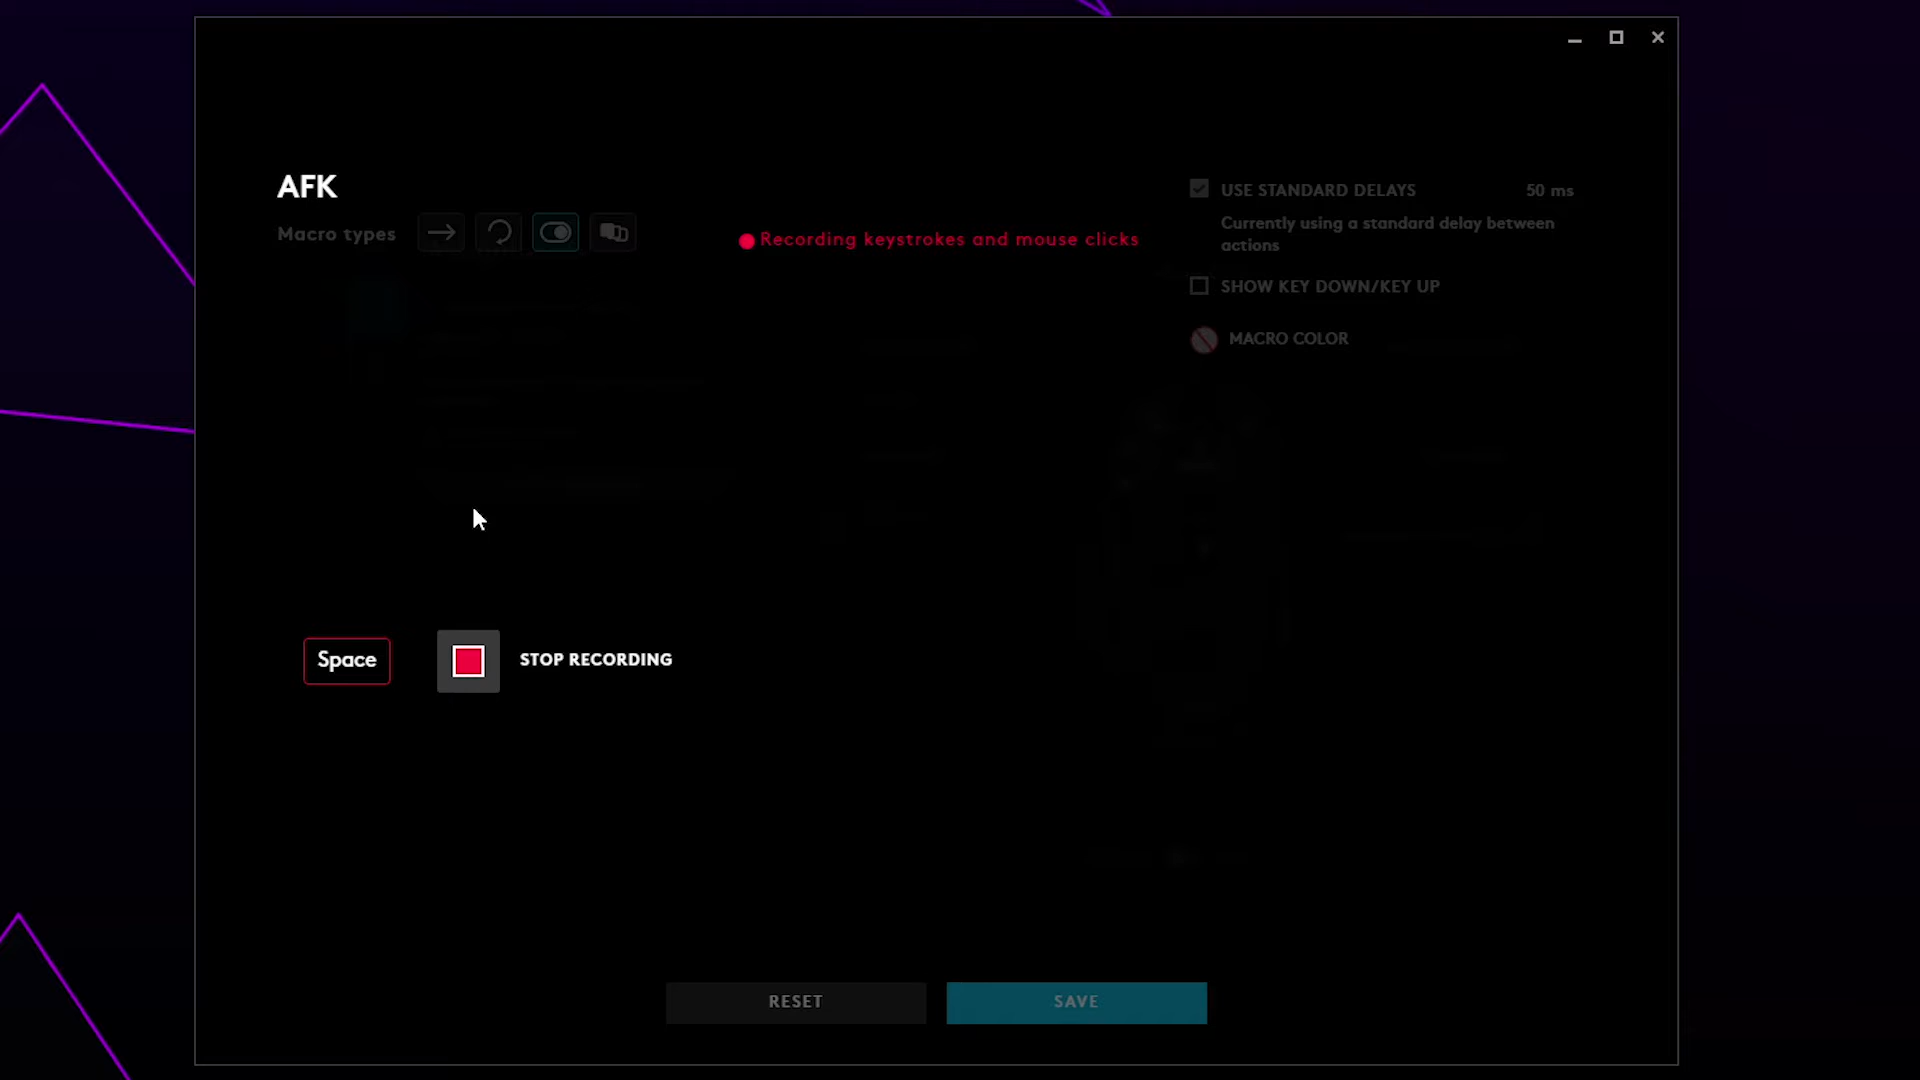 AFK
Macro types
Recording keystrokes and mouse clicks
USE STANDARD DELAYS 50 ms
Currently using a standard delay between
actions
SHOW KEY DOWN/KEY UP
MACRO COLOR
Space
STOP RECORDING
RESET
SAVE